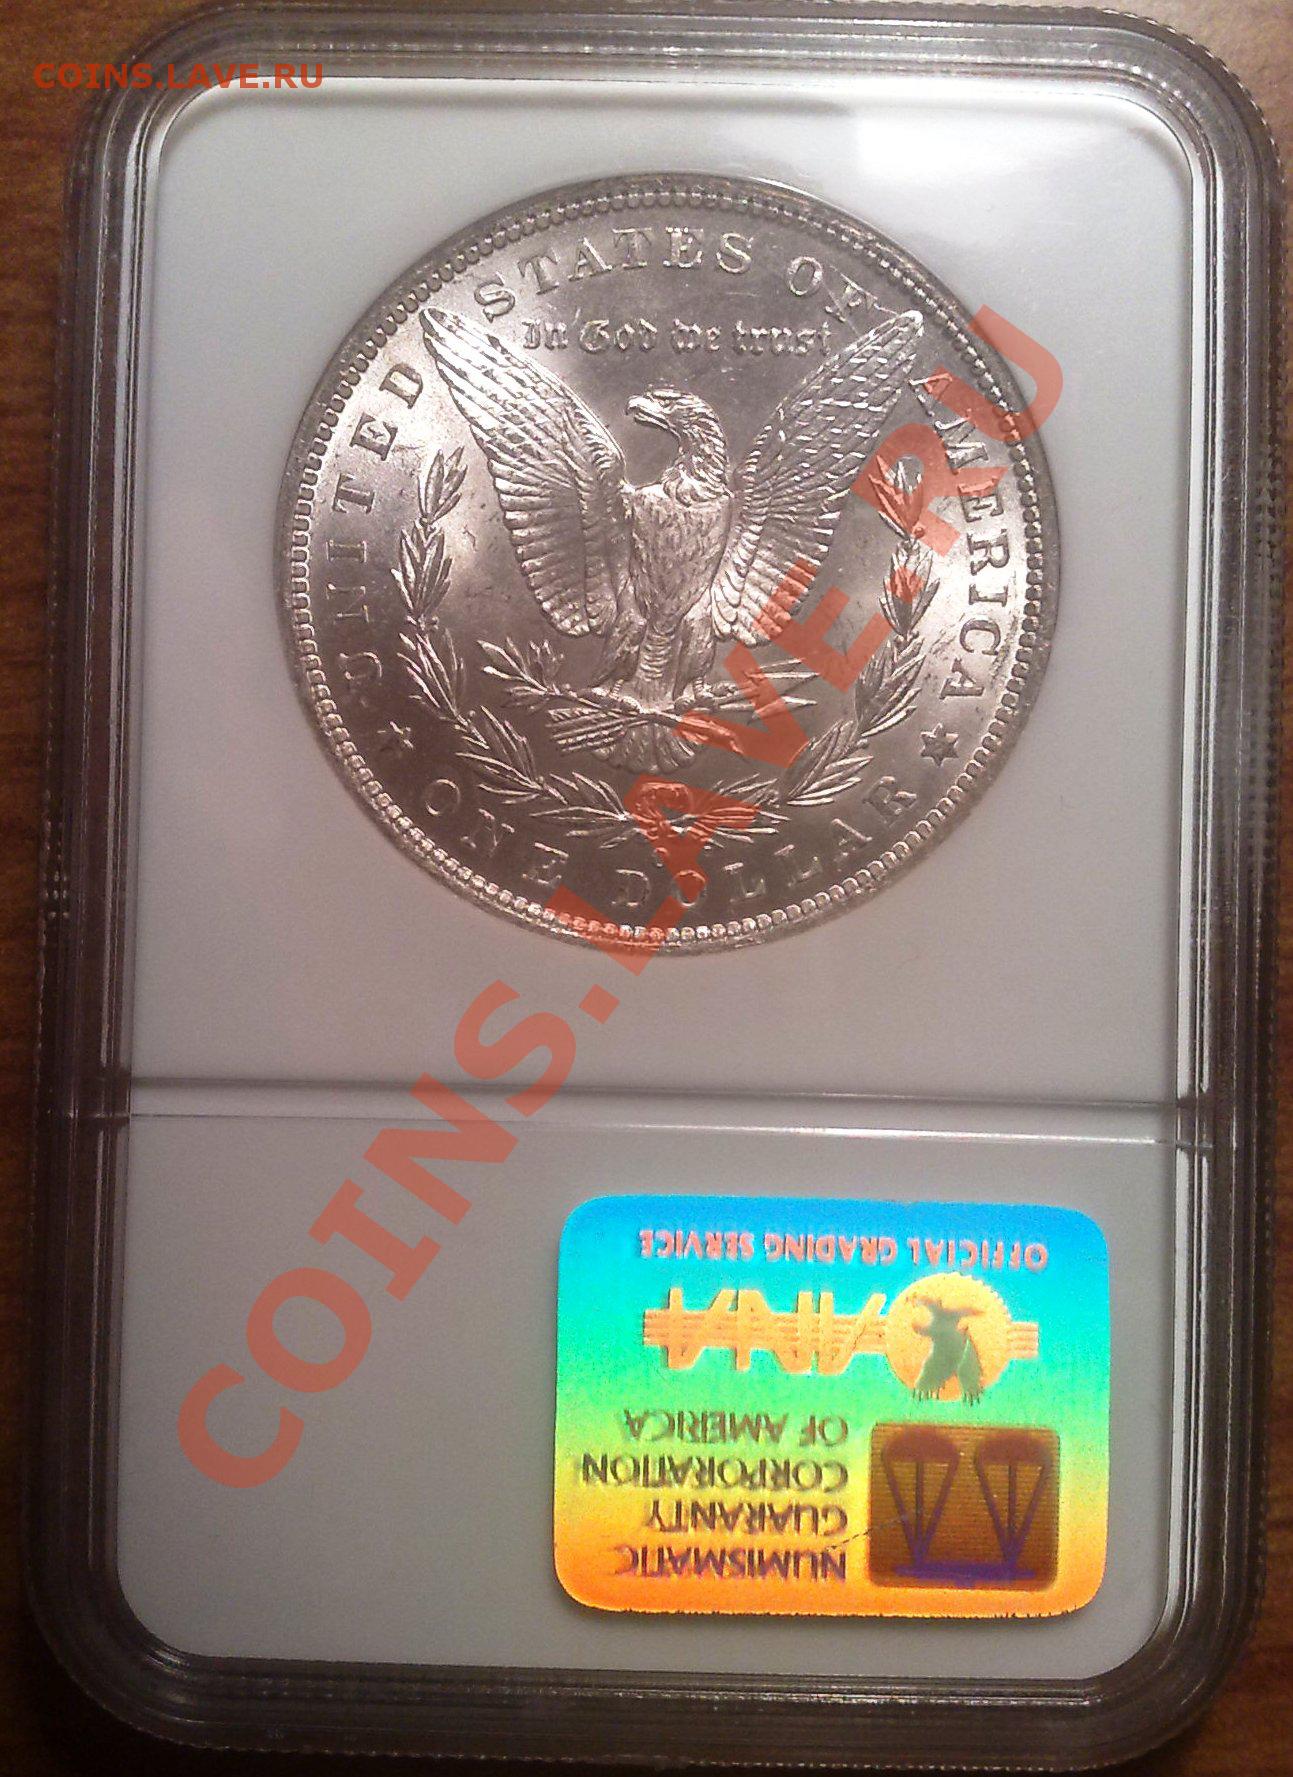 COINS.LAVE.RU
UNITED STATES OF AMERICA
In God we trust
ONE DOLLAR
COINS.LAVE.RU
NUMISMATIC
GUARANTY
CORPORATION
OF AMERICA
ANA
OFFICIAL GRADING SERVICE